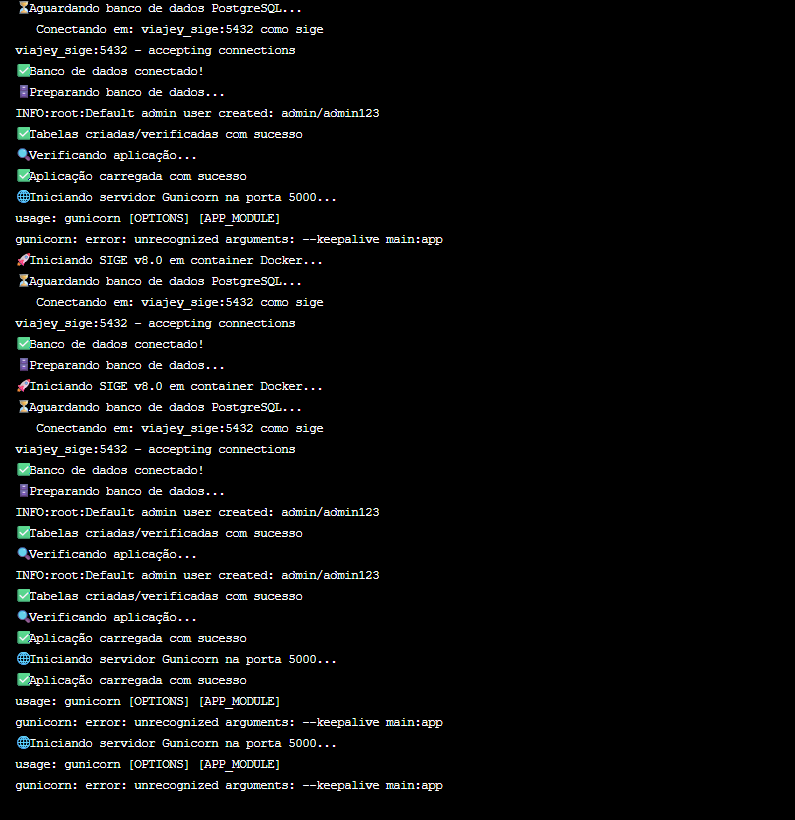 ⏳Aguardando banco de dados PostgreSQL...
Conectando em: viajey_sige:5432 como sige
viajey_sige:5432 - accepting connections
✅Banco de dados conectado!
🗄️Preparando banco de dados...
INFO:root:Default admin user created: admin/admin123
✅Tabelas criadas/verificadas com sucesso
🔍Verificando aplicação...
✅Aplicação carregada com sucesso
🌐Iniciando servidor Gunicorn na porta 5000...
usage: gunicorn [OPTIONS] [APP_MODULE]
gunicorn: error: unrecognized arguments: --keepalive main:app
🚀Iniciando SIGE v8.0 em container Docker...
⏳Aguardando banco de dados PostgreSQL...
Conectando em: viajey_sige:5432 como sige
viajey_sige:5432 - accepting connections
✅Banco de dados conectado!
🗄️Preparando banco de dados...
🚀Iniciando SIGE v8.0 em container Docker...
⏳Aguardando banco de dados PostgreSQL...
Conectando em: viajey_sige:5432 como sige
viajey_sige:5432 - accepting connections
✅Banco de dados conectado!
🗄️Preparando banco de dados...
INFO:root:Default admin user created: admin/admin123
✅Tabelas criadas/verificadas com sucesso
🔍Verificando aplicação...
INFO:root:Default admin user created: admin/admin123
✅Tabelas criadas/verificadas com sucesso
🔍Verificando aplicação...
✅Aplicação carregada com sucesso
🌐Iniciando servidor Gunicorn na porta 5000...
✅Aplicação carregada com sucesso
usage: gunicorn [OPTIONS] [APP_MODULE]
gunicorn: error: unrecognized arguments: --keepalive main:app
🌐Iniciando servidor Gunicorn na porta 5000...
usage: gunicorn [OPTIONS] [APP_MODULE]
gunicorn: error: unrecognized arguments: --keepalive main:app